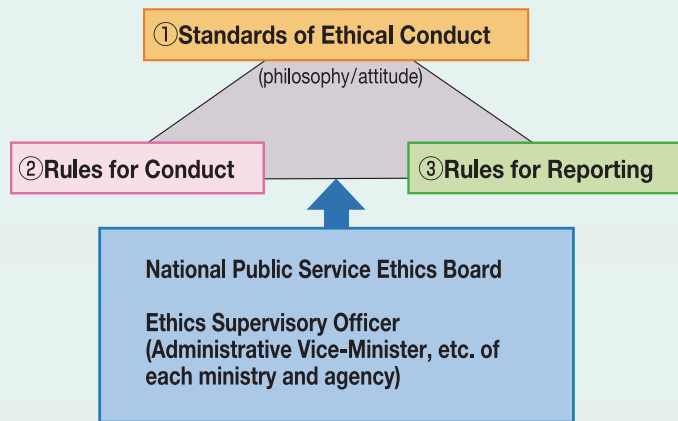 ①Standards of Ethical Conduct
(philosophy/attitude)
②Rules for Conduct
③Rules for Reporting
National Public Service Ethics Board
Ethics Supervisory Officer
(Administrative Vice-Minister, etc. of
each ministry and agency)